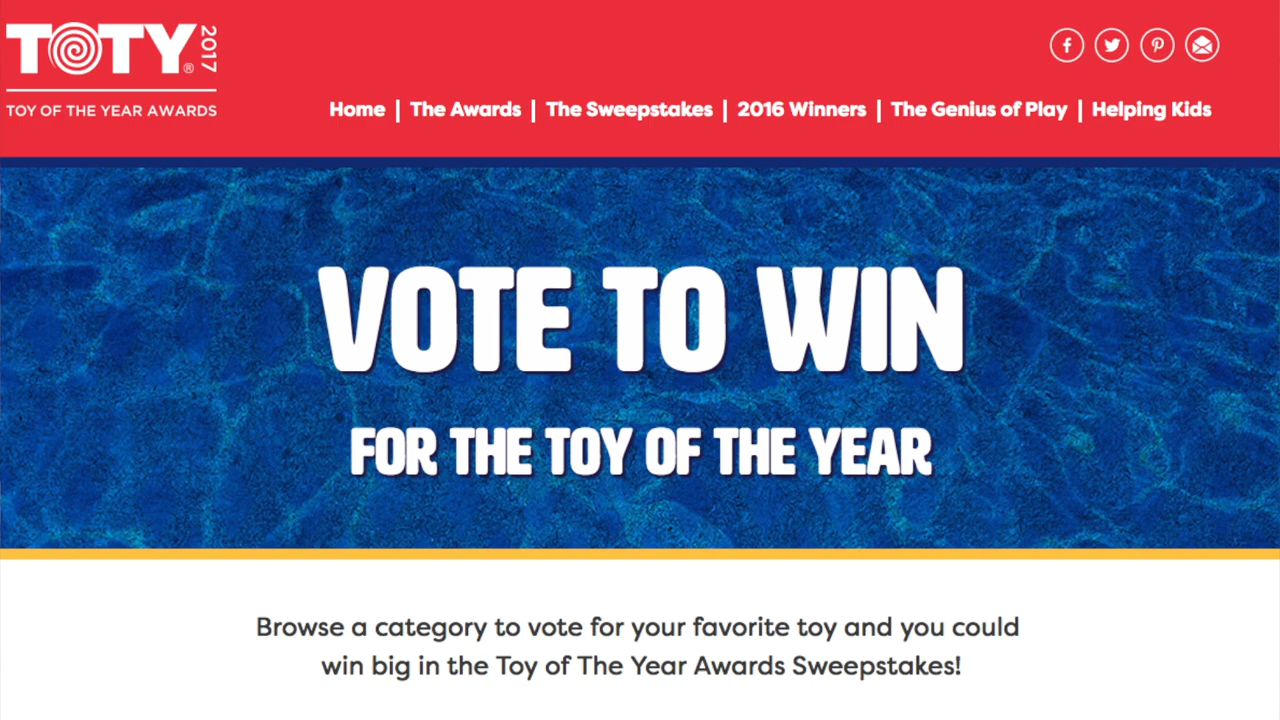 TOTY® 2017
TOY OF THE YEAR AWARDS
Home | The Awards | The Sweepstakes | 2016 Winners | The Genius of Play | Helping Kids
VOTE TO WIN
FOR THE TOY OF THE YEAR
Browse a category to vote for your favorite toy and you could
win big in the Toy of The Year Awards Sweepstakes!